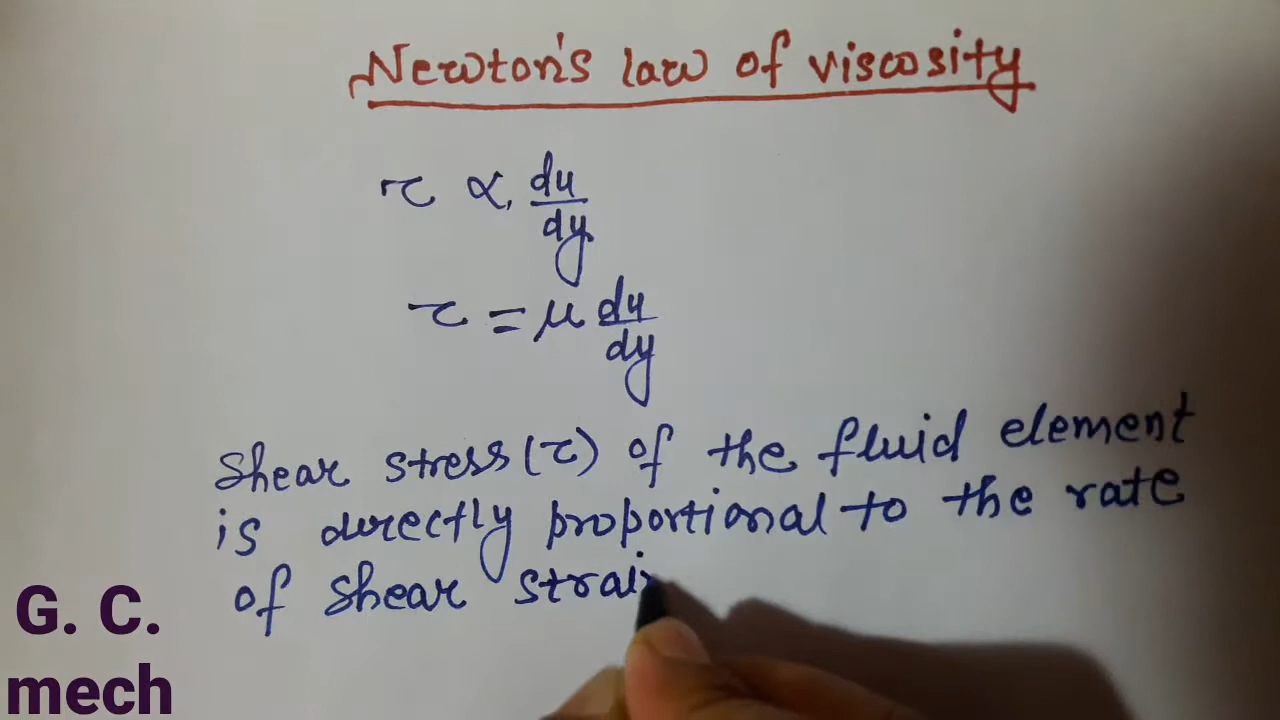 Newton's law of viscosity
τ ∝ du/dy
τ = μ du/dy
Shear stress (τ) of the fluid element
is directly proportional to the rate
of shear strai
G. C.
mech